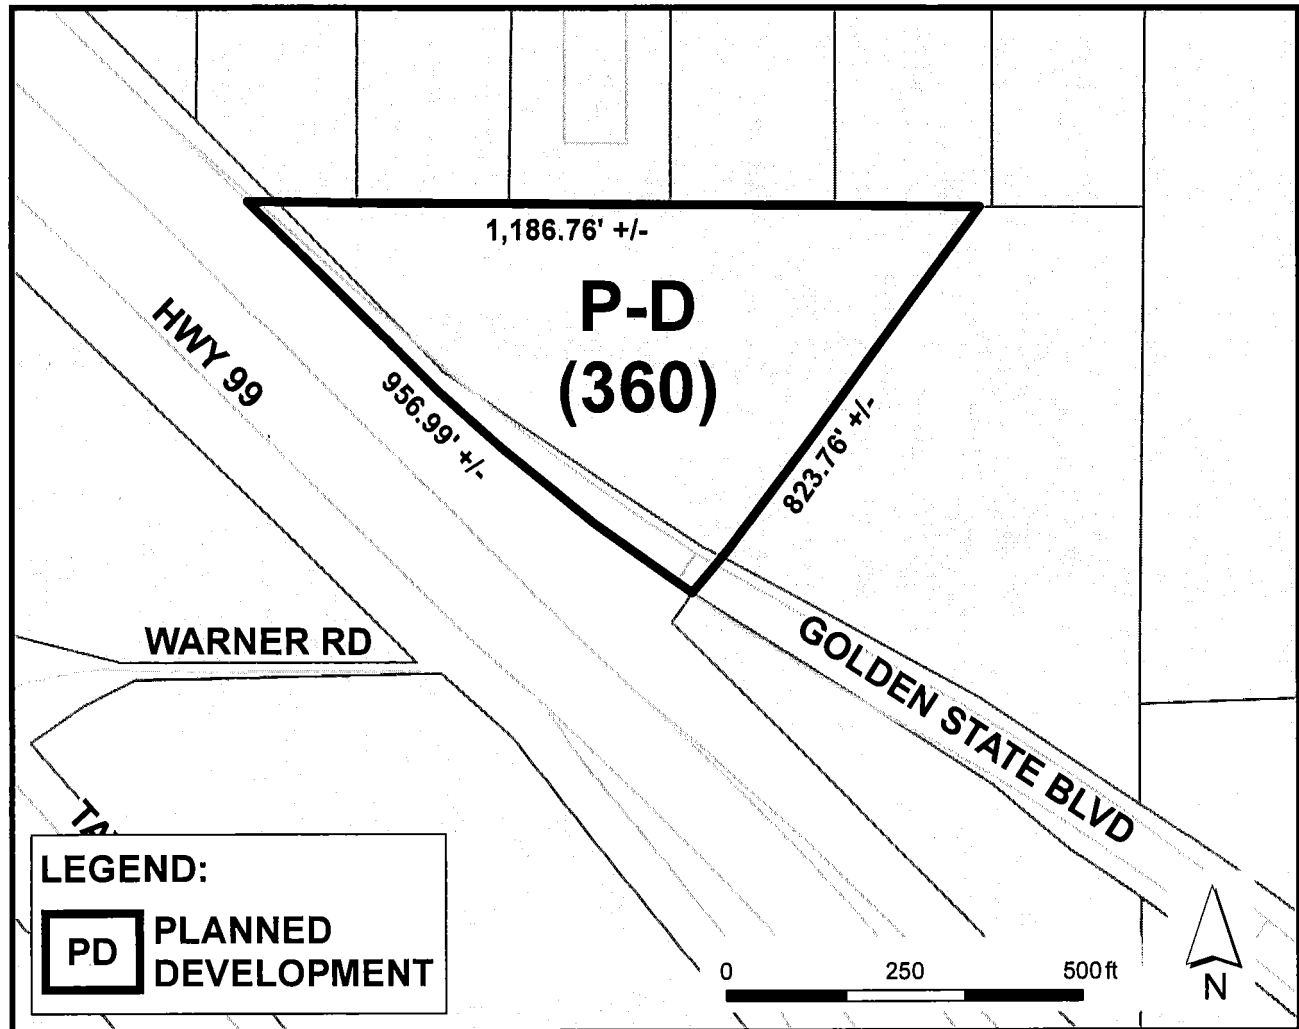 1,186.76' +/-
P-D
(360)
HWY 99
956.99' +/-
823.76' +/-
WARNER RD
GOLDEN STATE BLVD
LEGEND:
PD
PLANNED
DEVELOPMENT
0 250 500 ft
N